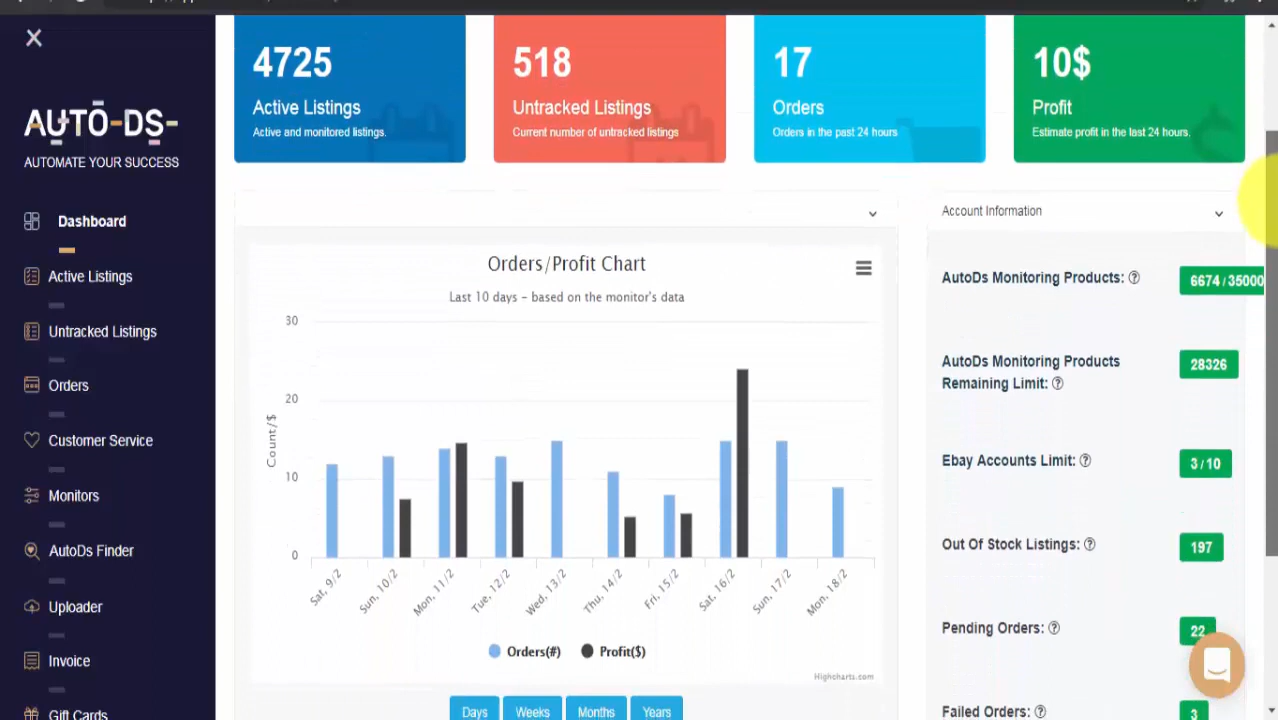 4725
Active Listings
Active and monitored listings.
518
Untracked Listings
Current number of untracked listings
17
Orders
Orders in the past 24 hours
10$
Profit
Estimate profit in the last 24 hours.
AUTO-DS-
AUTOMATE YOUR SUCCESS
Dashboard
Active Listings
Untracked Listings
Orders
Customer Service
Monitors
AutoDs Finder
Uploader
Invoice
Gift Cards
Orders/Profit Chart
Last 10 days - based on the monitor's data
Count/$
30
20
10
0
Sat, 9/2
Sun, 10/2
Mon, 11/2
Tue, 12/2
Wed, 13/2
Thu, 14/2
Fri, 15/2
Sat, 16/2
Sun, 17/2
Mon, 18/2
Orders(#) Profit($)
Highcharts.com
Days Weeks Months Years
Account Information
AutoDs Monitoring Products: 6674 / 35000
AutoDs Monitoring Products
Remaining Limit: 28326
Ebay Accounts Limit: 3 / 10
Out Of Stock Listings: 197
Pending Orders: 22
Failed Orders: 3